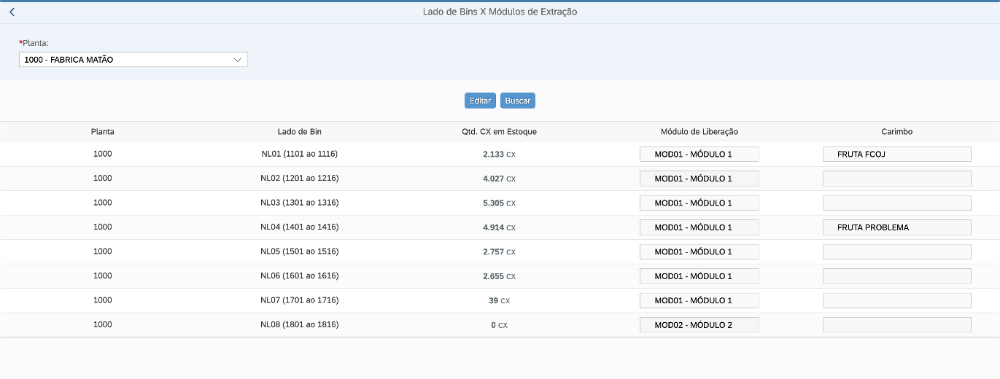 Lado de Bins X Módulos de Extração
*Planta:
1000 - FABRICA MATÃO
Editar Buscar
Planta Lado de Bin Qtd. CX em Estoque Módulo de Liberação Carimbo
1000 NL01 (1101 ao 1116) 2.133 CX MOD01 - MÓDULO 1 FRUTA FCOJ
1000 NL02 (1201 ao 1216) 4.027 CX MOD01 - MÓDULO 1
1000 NL03 (1301 ao 1316) 5.305 CX MOD01 - MÓDULO 1
1000 NL04 (1401 ao 1416) 4.914 CX MOD01 - MÓDULO 1 FRUTA PROBLEMA
1000 NL05 (1501 ao 1516) 2.757 CX MOD01 - MÓDULO 1
1000 NL06 (1601 ao 1616) 2.655 CX MOD01 - MÓDULO 1
1000 NL07 (1701 ao 1716) 39 CX MOD01 - MÓDULO 1
1000 NL08 (1801 ao 1816) 0 CX MOD02 - MÓDULO 2